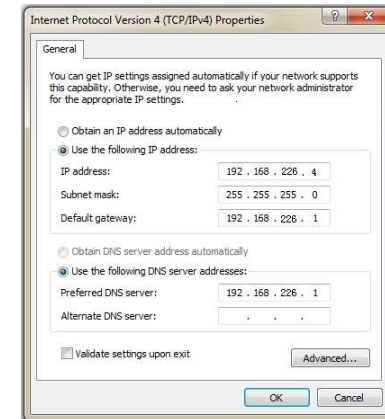 Internet Protocol Version 4 (TCP/IPv4) Properties
General
You can get IP settings assigned automatically if your network supports
this capability. Otherwise, you need to ask your network administrator
for the appropriate IP settings.
Obtain an IP address automatically
Use the following IP address:
IP address: 192 . 168 . 226 . 4
Subnet mask: 255 . 255 . 255 . 0
Default gateway: 192 . 168 . 226 . 1
Obtain DNS server address automatically
Use the following DNS server addresses:
Preferred DNS server: 192 . 168 . 226 . 1
Alternate DNS server: . . .
Validate settings upon exit
Advanced...
OK Cancel